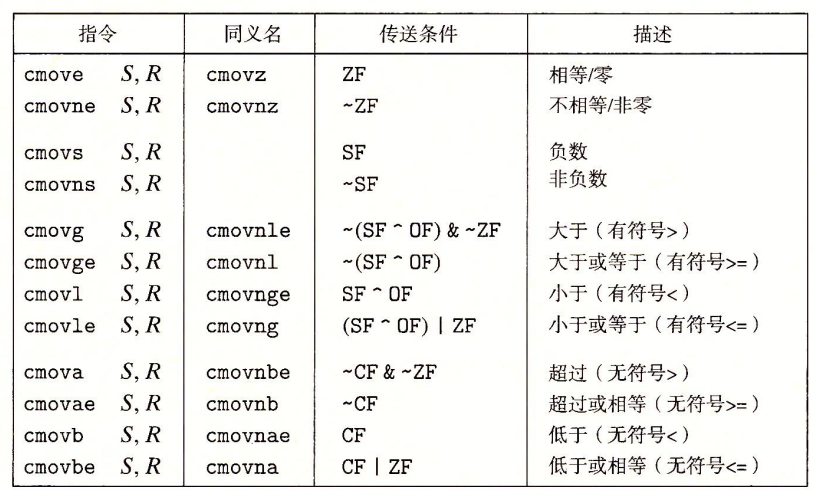 指令 同义名 传送条件 描述
cmove S, R cmovz ZF 相等/零
cmovne S, R cmovnz ~ZF 不相等/非零
cmovs S, R SF 负数
cmovns S, R ~SF 非负数
cmovg S, R cmovnle ~(SF ^ OF) & ~ZF 大于（有符号>）
cmovge S, R cmovnl ~(SF ^ OF) 大于或等于（有符号>=）
cmovl S, R cmovnge SF ^ OF 小于（有符号<）
cmovle S, R cmovng (SF ^ OF) | ZF 小于或等于（有符号<=）
cmova S, R cmovnbe ~CF & ~ZF 超过（无符号>）
cmovae S, R cmovnb ~CF 超过或相等（无符号>=）
cmovb S, R cmovnae CF 低于（无符号<）
cmovbe S, R cmovna CF | ZF 低于或相等（无符号<=）